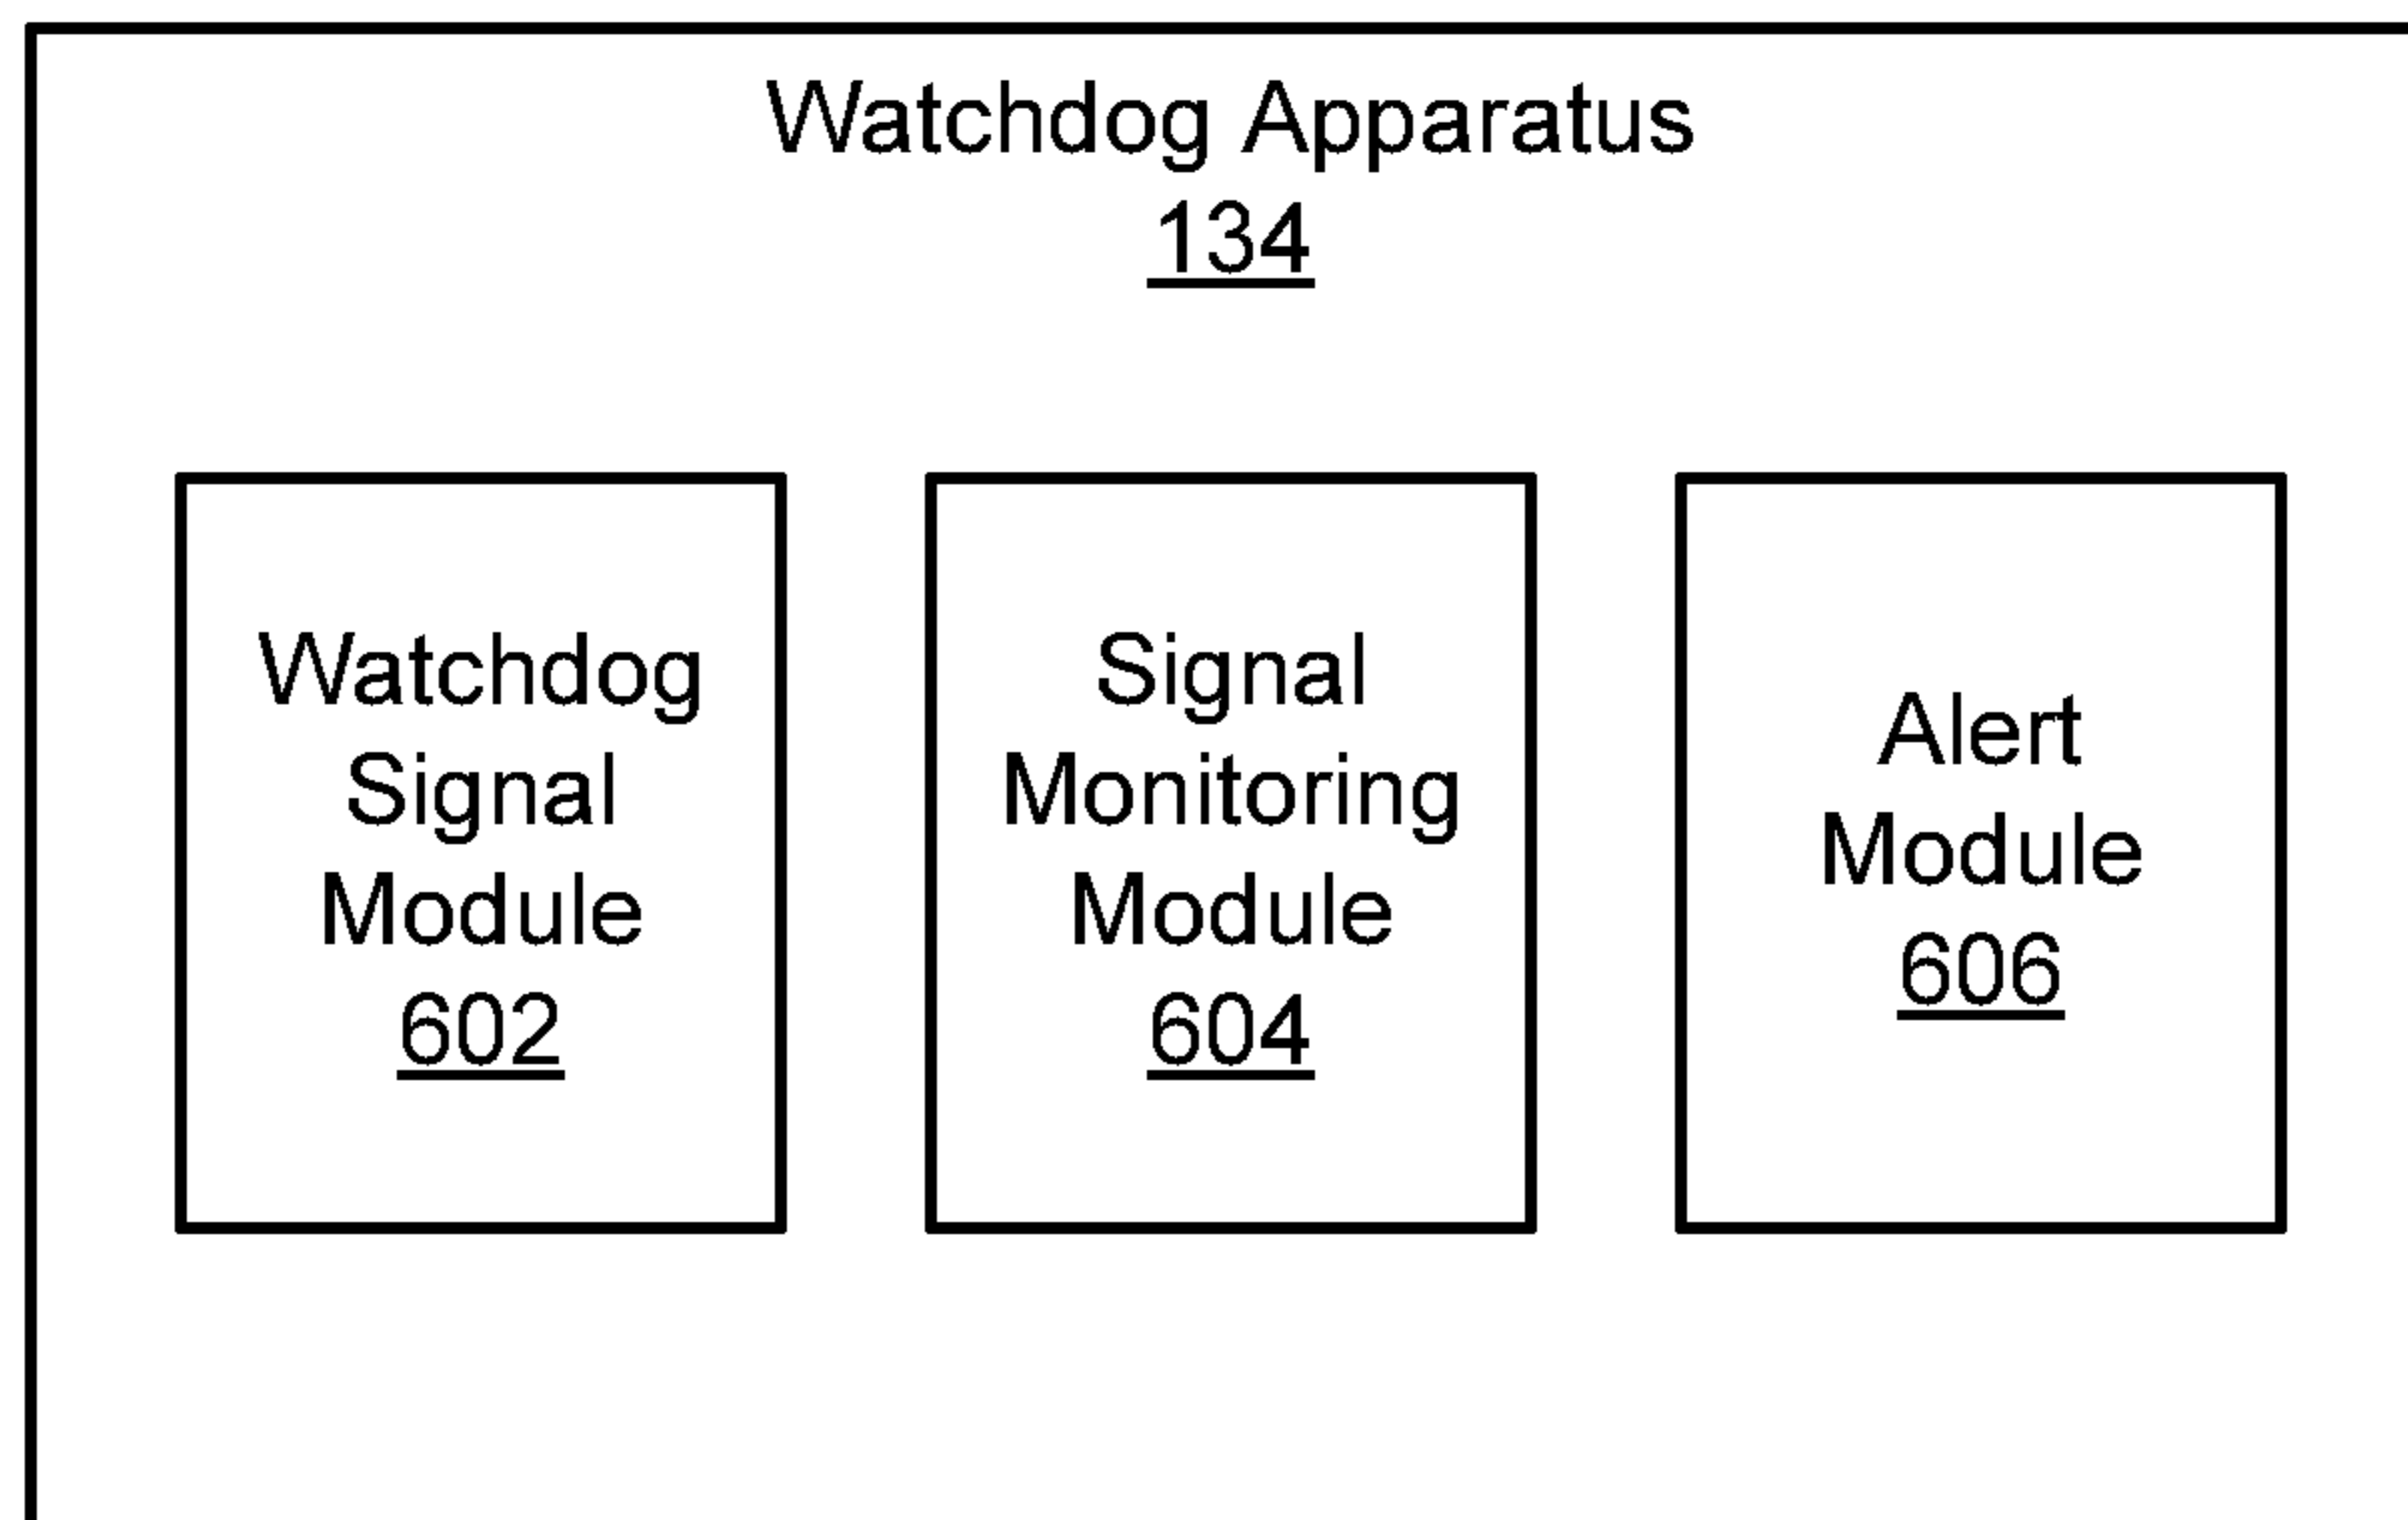 Watchdog Apparatus
134
Watchdog
Signal
Module
602
Signal
Monitoring
Module
604
Alert
Module
606